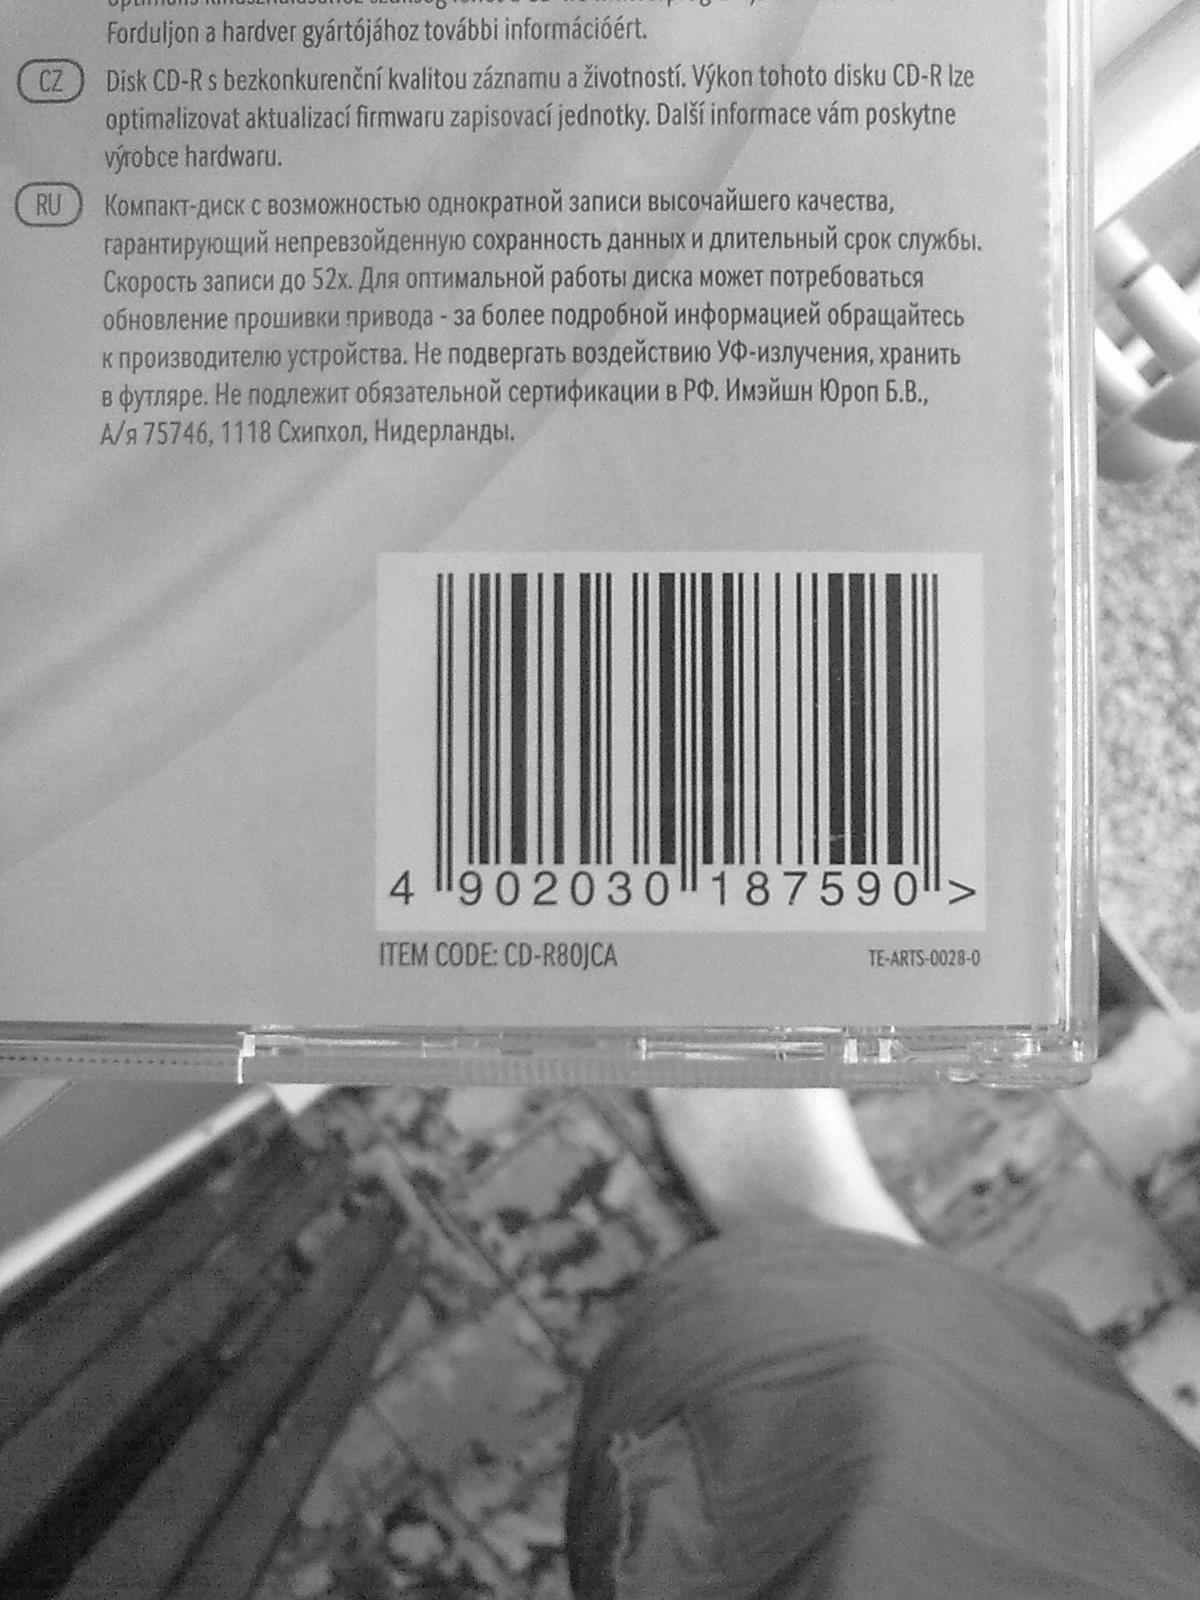 Forduljon a hardver gyártójához további információért.
CZ
Disk CD-R s bezkonkurenční kvalitou záznamu a životností. Výkon tohoto disku CD-R lze
optimalizovat aktualizací firmwaru zapisovací jednotky. Další informace vám poskytne
výrobce hardwaru.
RU
Компакт-диск с возможностью однократной записи высочайшего качества,
гарантирующий непревзойденную сохранность данных и длительный срок службы.
Скорость записи до 52x. Для оптимальной работы диска может потребоваться
обновление прошивки привода - за более подробной информацией обращайтесь
к производителю устройства. Не подвергать воздействию УФ-излучения, хранить
в футляре. Не подлежит обязательной сертификации в РФ. Имэйшн Юроп Б.В.,
А/я 75746, 1118 Схипхол, Нидерланды.
4 902030 187590 >
ITEM CODE: CD-R80JCA
TE-ARTS-0028-0